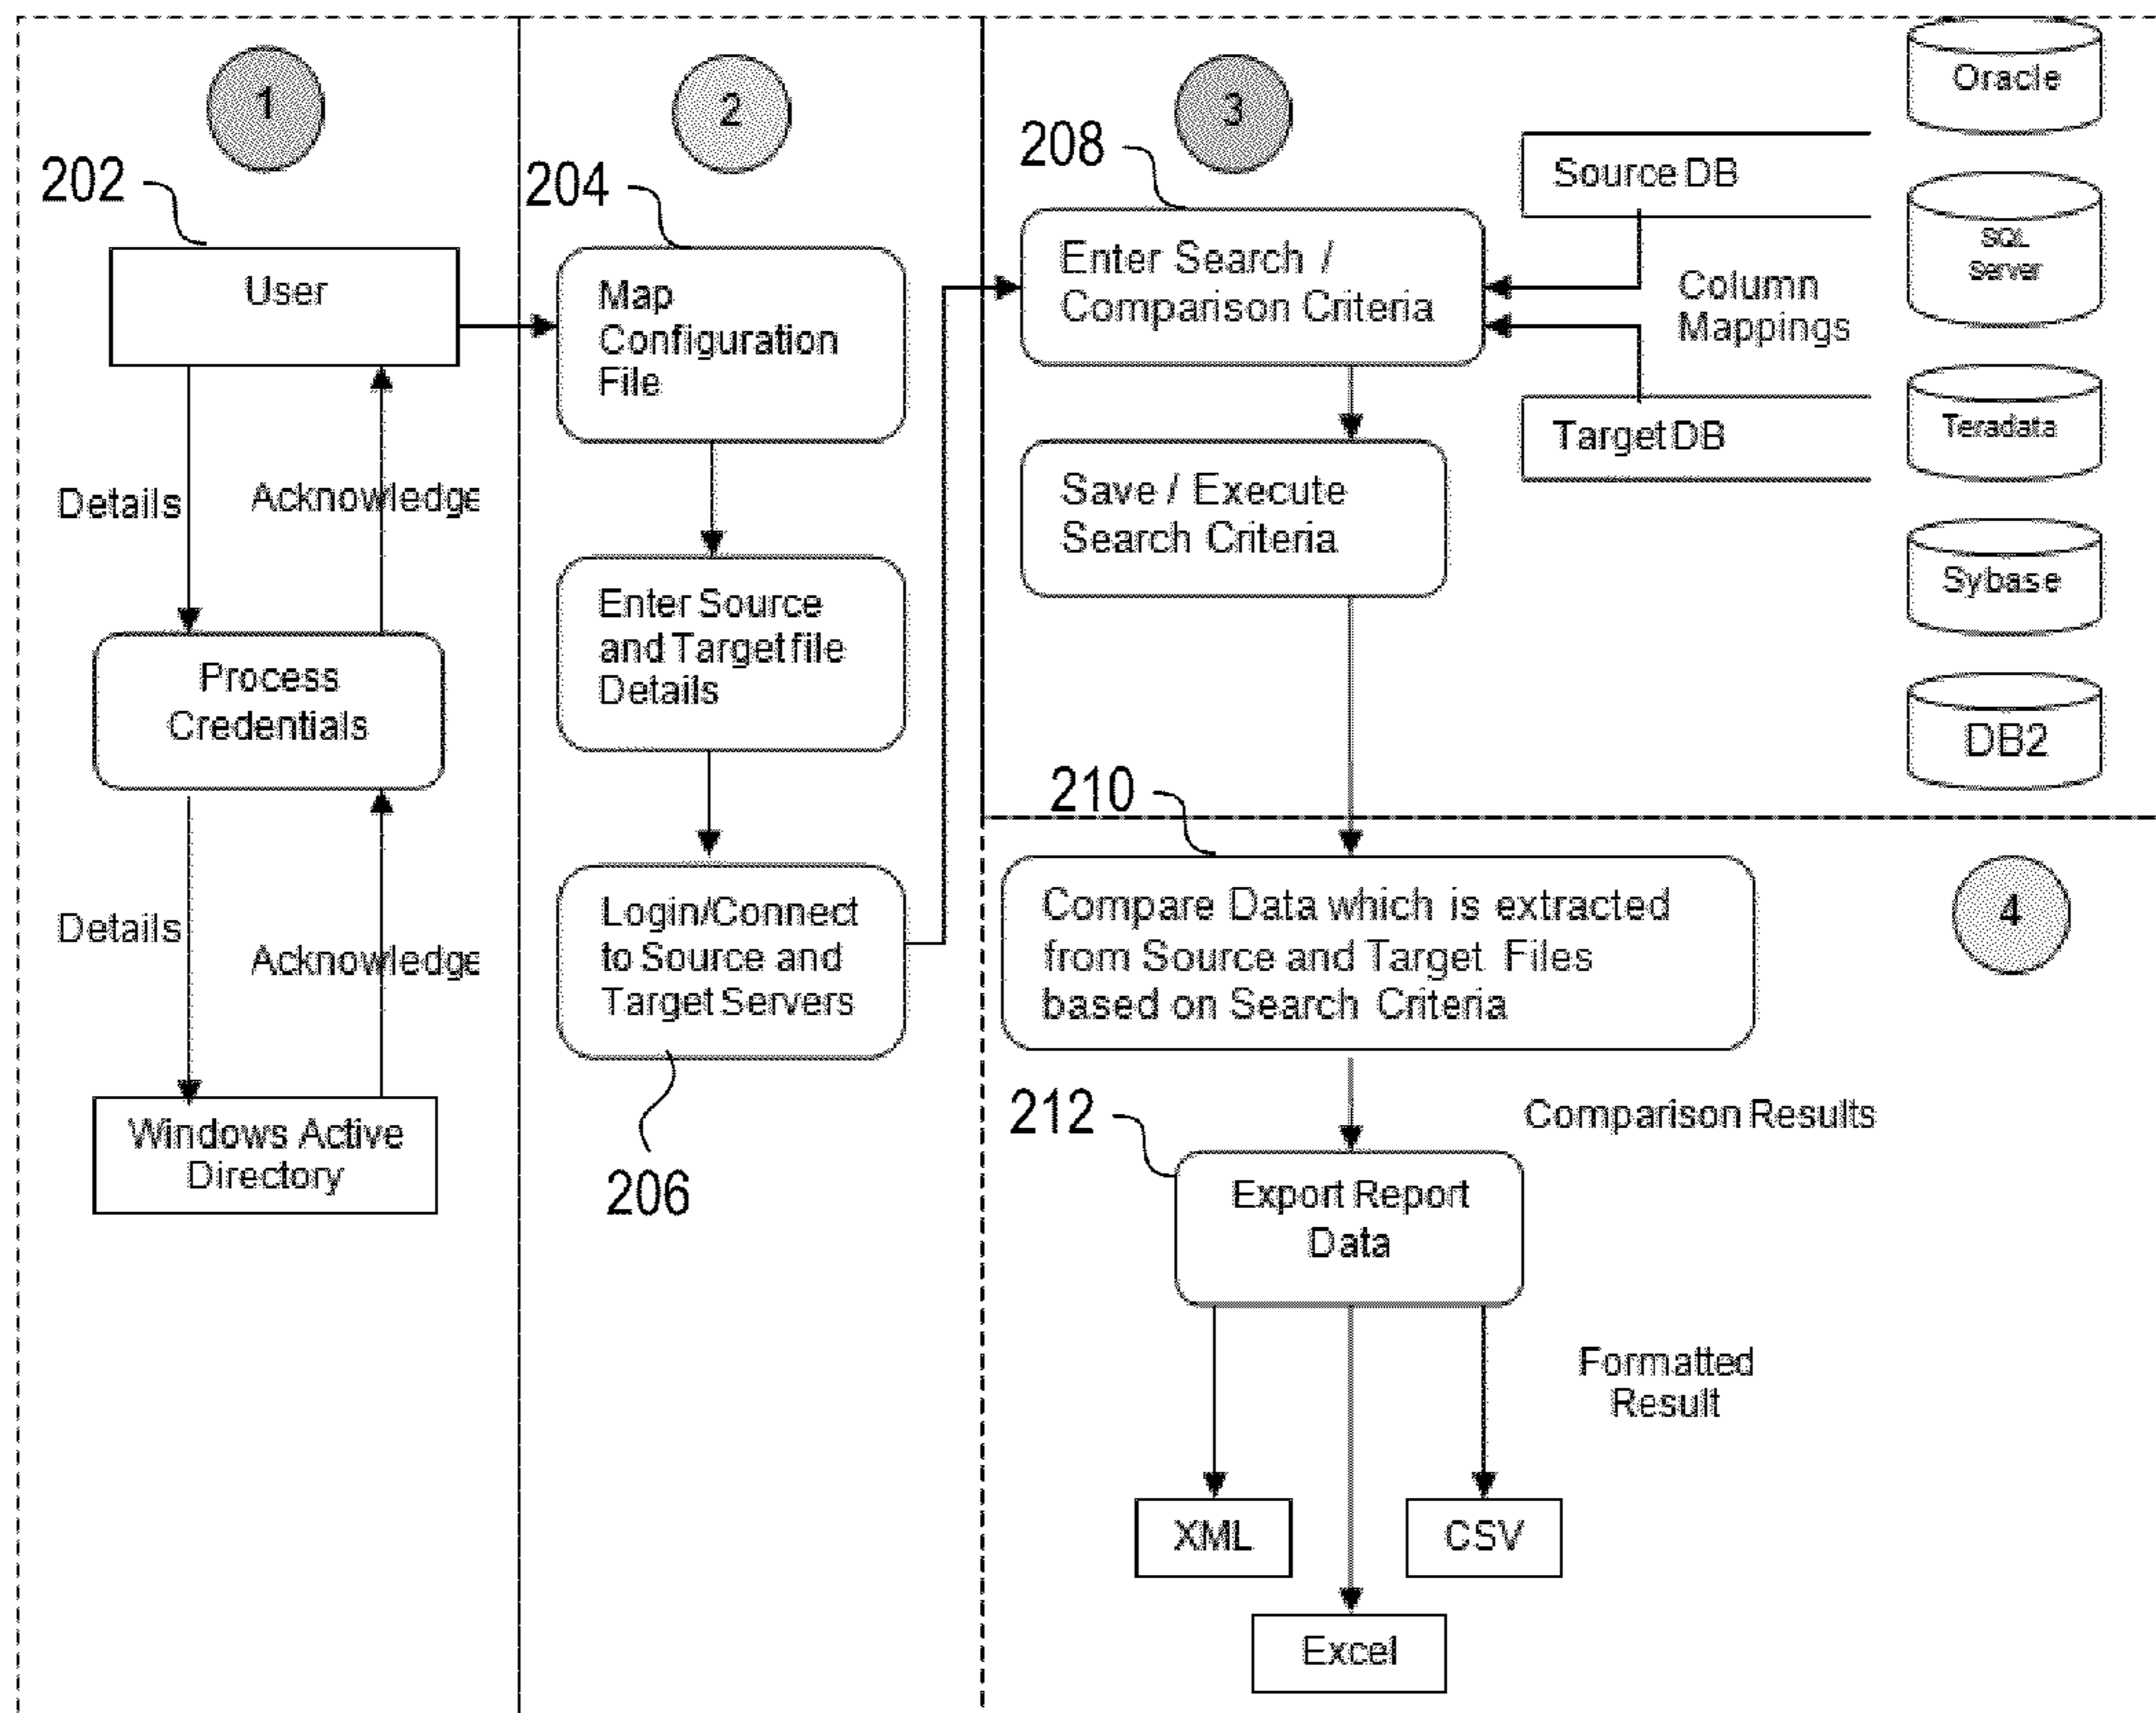 1
202
User
Details
Acknowledge
Process
Credentials
Details
Acknowledge
Windows Active
Directory
2
204
Map
Configuration
File
Enter Source
and Target file
Details
Login/Connect
to Source and
Target Servers
206
3
208
Enter Search /
Comparison Criteria
Source DB
Column
Mappings
Target DB
Save / Execute
Search Criteria
Oracle
SQL
Server
Teradata
Sybase
DB2
210
4
Compare Data which is extracted
from Source and Target Files
based on Search Criteria
Comparison Results
212
Export Report
Data
Formatted
Result
XML
CSV
Excel